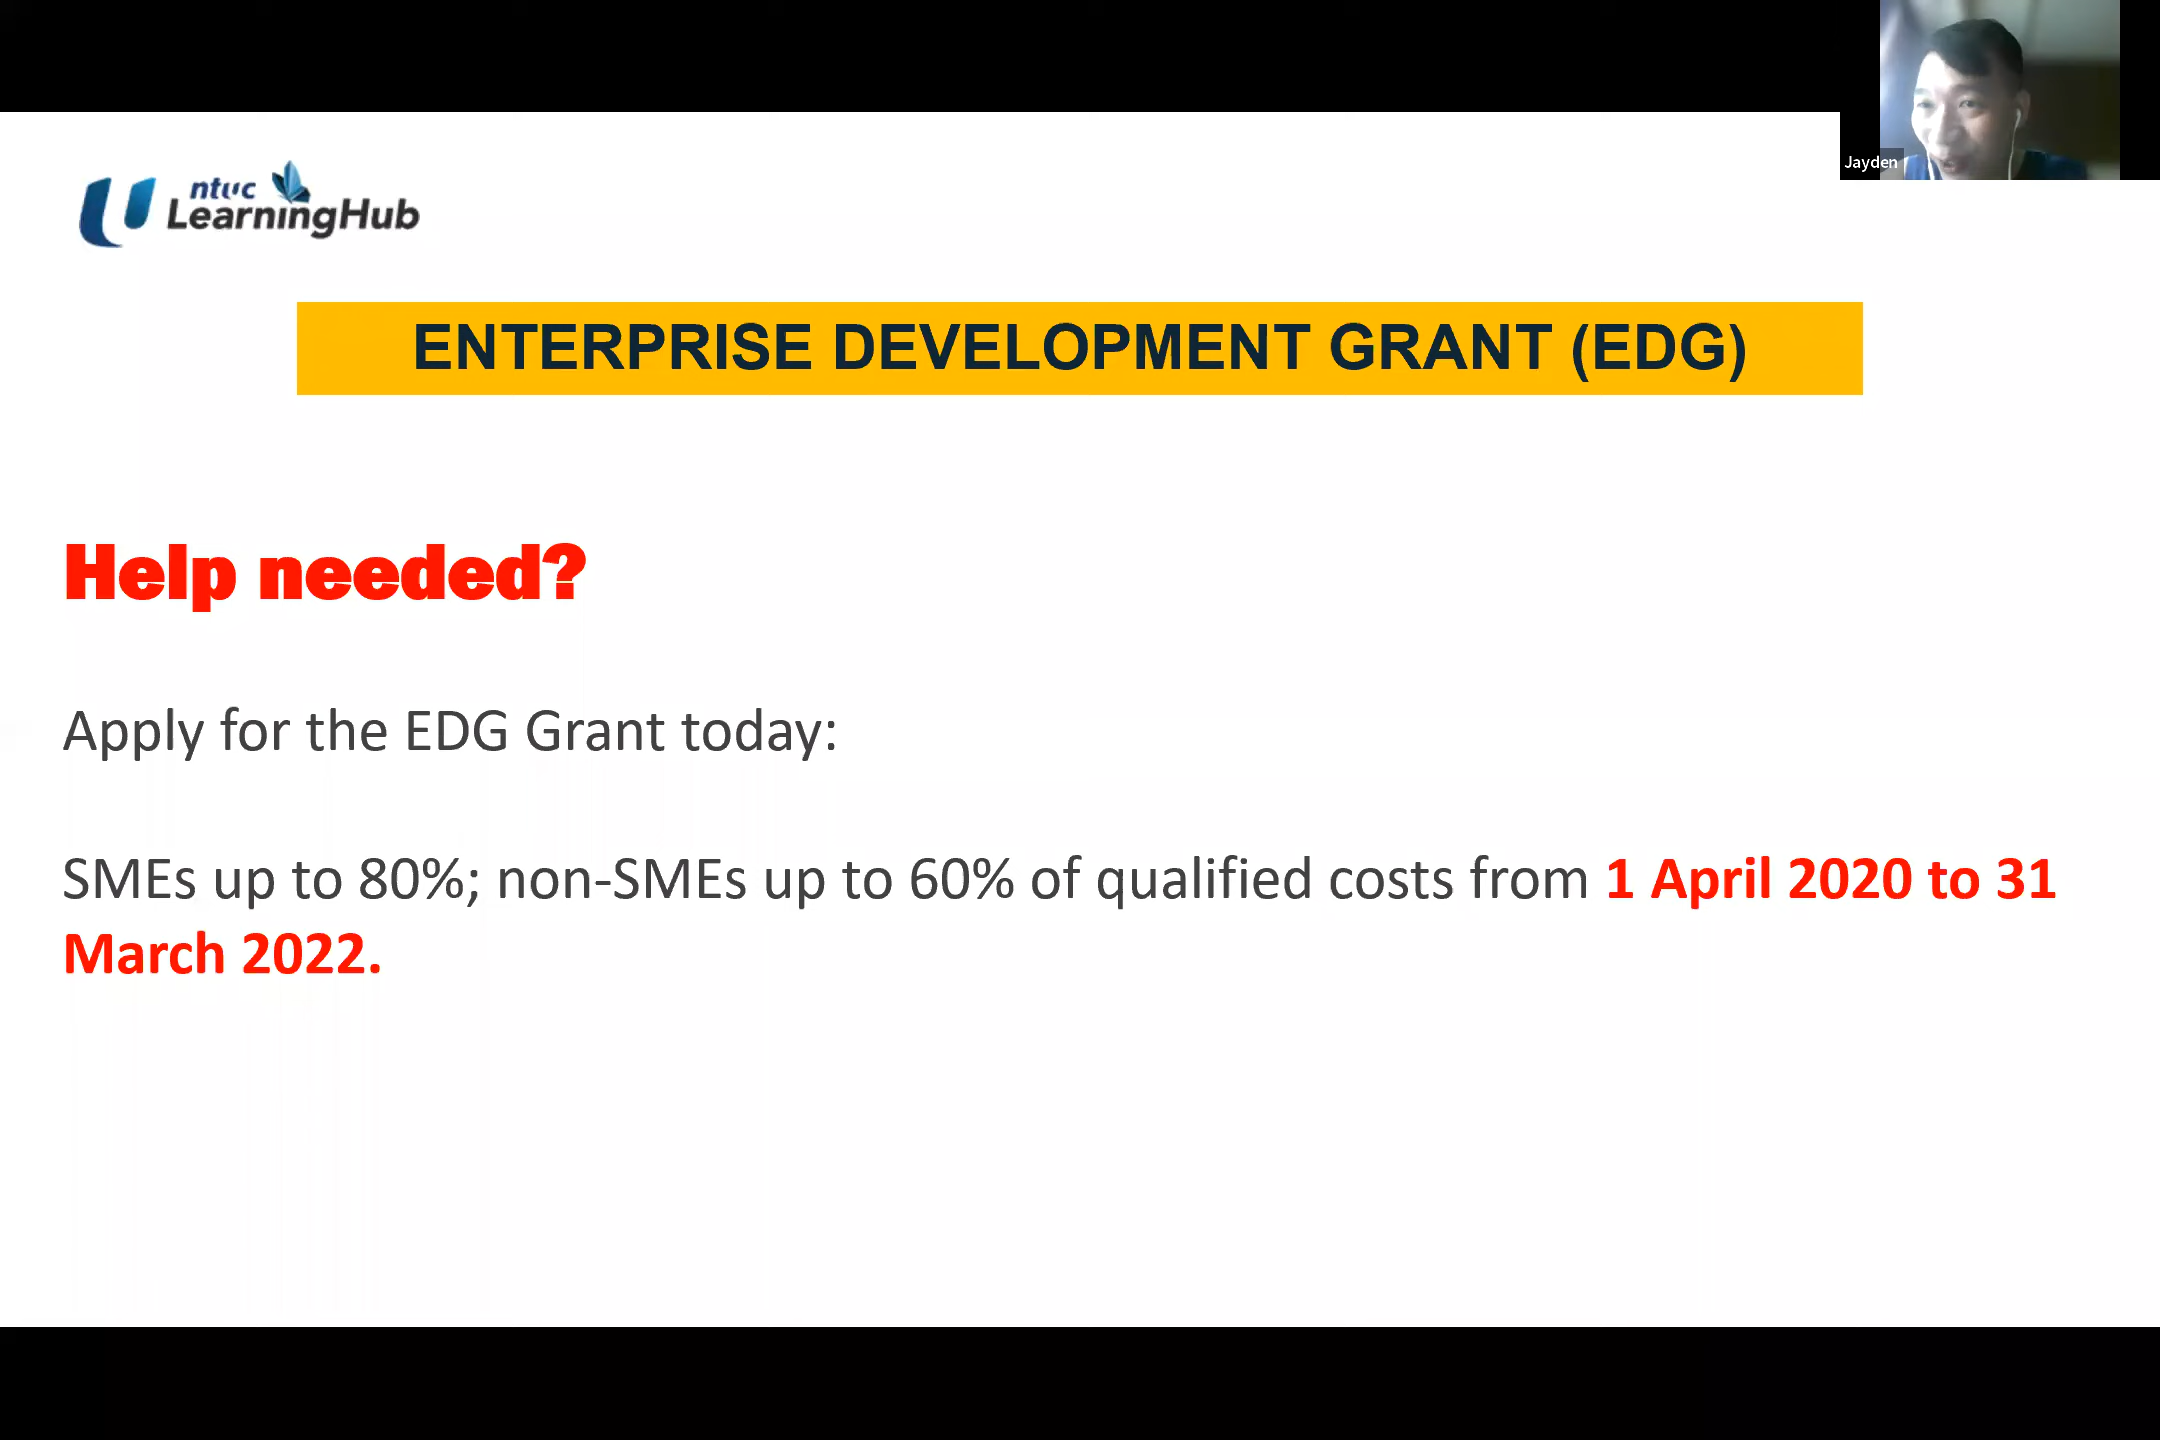 Jayden
ntuc
LearningHub
ENTERPRISE DEVELOPMENT GRANT (EDG)
Help needed?
Apply for the EDG Grant today:
SMEs up to 80%; non-SMEs up to 60% of qualified costs from 1 April 2020 to 31
March 2022.